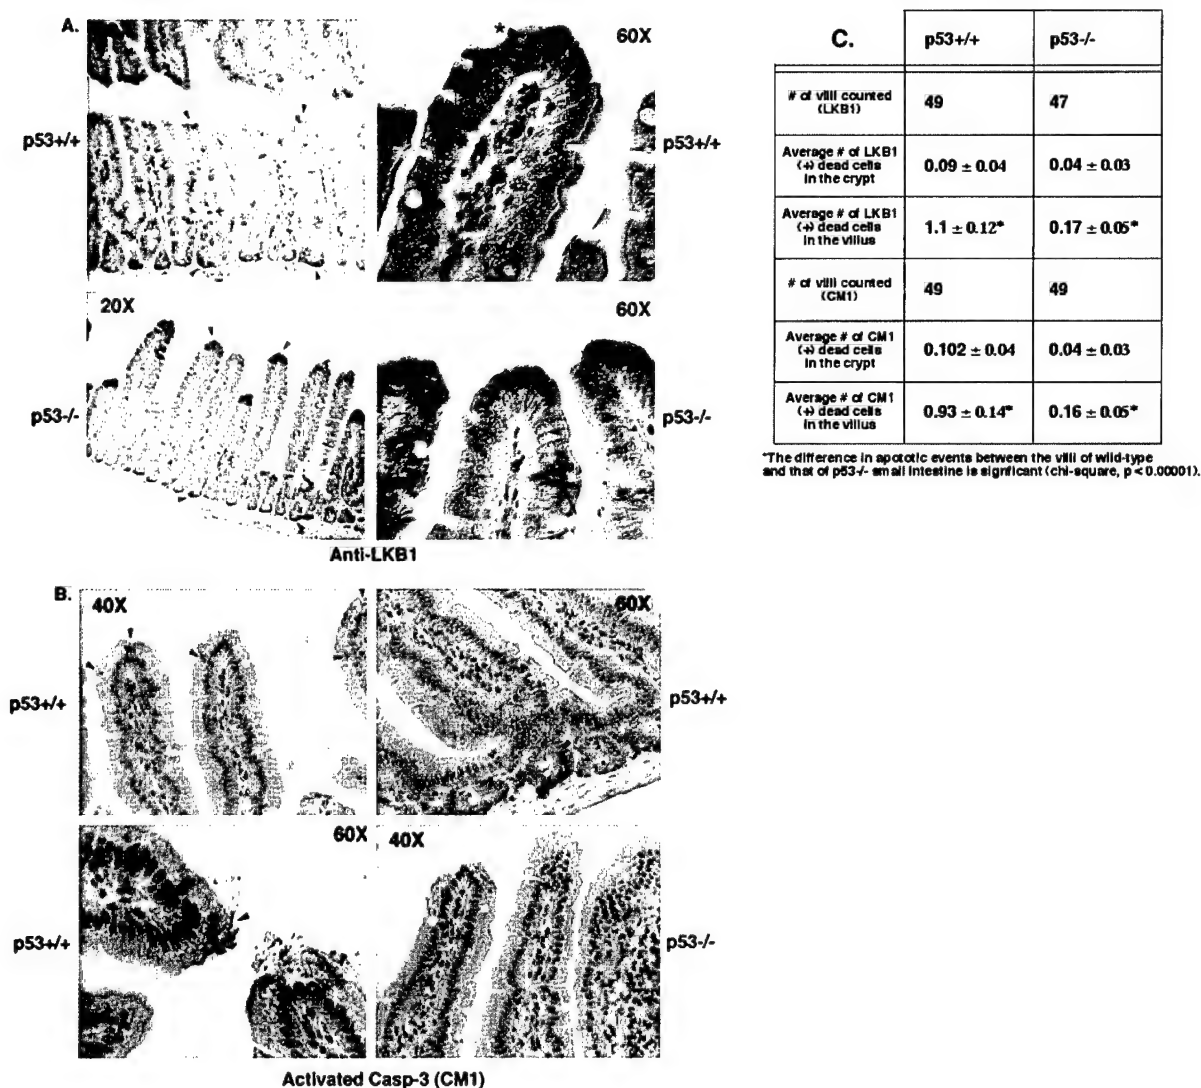 A.
60X
p53+/+
p53+/+
20X
60X
p53-/-
p53-/-
Anti-LKB1
B.
40X
60X
p53+/+
p53+/+
60X
40X
p53+/+
p53-/-
Activated Casp-3 (CM1)
C. p53+/+ p53-/-
# of villi counted
(LKB1)
49 47
Average # of LKB1
(+) dead cells
in the crypt
0.09 ± 0.04 0.04 ± 0.03
Average # of LKB1
(+) dead cells
in the villus
1.1 ± 0.12* 0.17 ± 0.05*
# of villi counted
(CM1)
49 49
Average # of CM1
(+) dead cells
in the crypt
0.102 ± 0.04 0.04 ± 0.03
Average # of CM1
(+) dead cells
in the villus
0.93 ± 0.14* 0.16 ± 0.05*
*The difference in apototic events between the villi of wild-type
and that of p53-/- small intestine is signficant (chi-square, p < 0.00001).